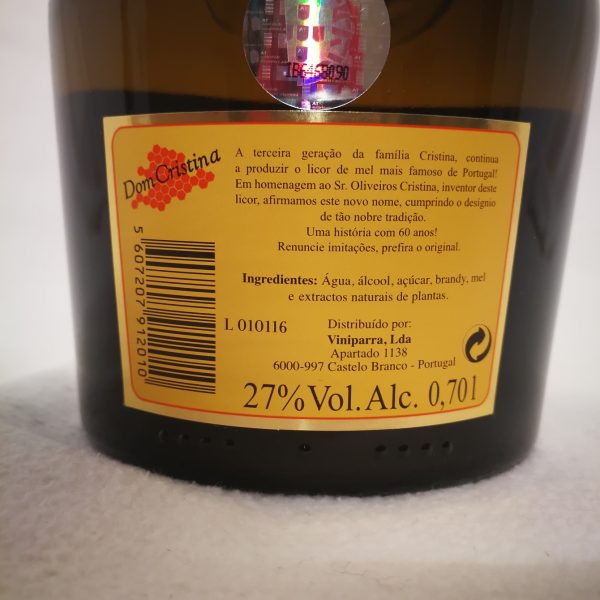 1B646B090
Dom Cristina
A terceira geração da família Cristina, continua
a produzir o licor de mel mais famoso de Portugal!
Em homenagem ao Sr. Oliveiros Cristina, inventor deste
licor, afirmamos este novo nome, cumprindo o desígnio
de tão nobre tradição.
Uma história com 60 anos!
Renuncie imitações, prefira o original.
Ingredientes: Água, álcool, açúcar, brandy, mel
e extractos naturais de plantas.
5 607207 912010
L 010116
Distribuído por:
Viniparra, Lda
Apartado 1138
6000-997 Castelo Branco - Portugal
27% Vol. Alc. 0,70 l